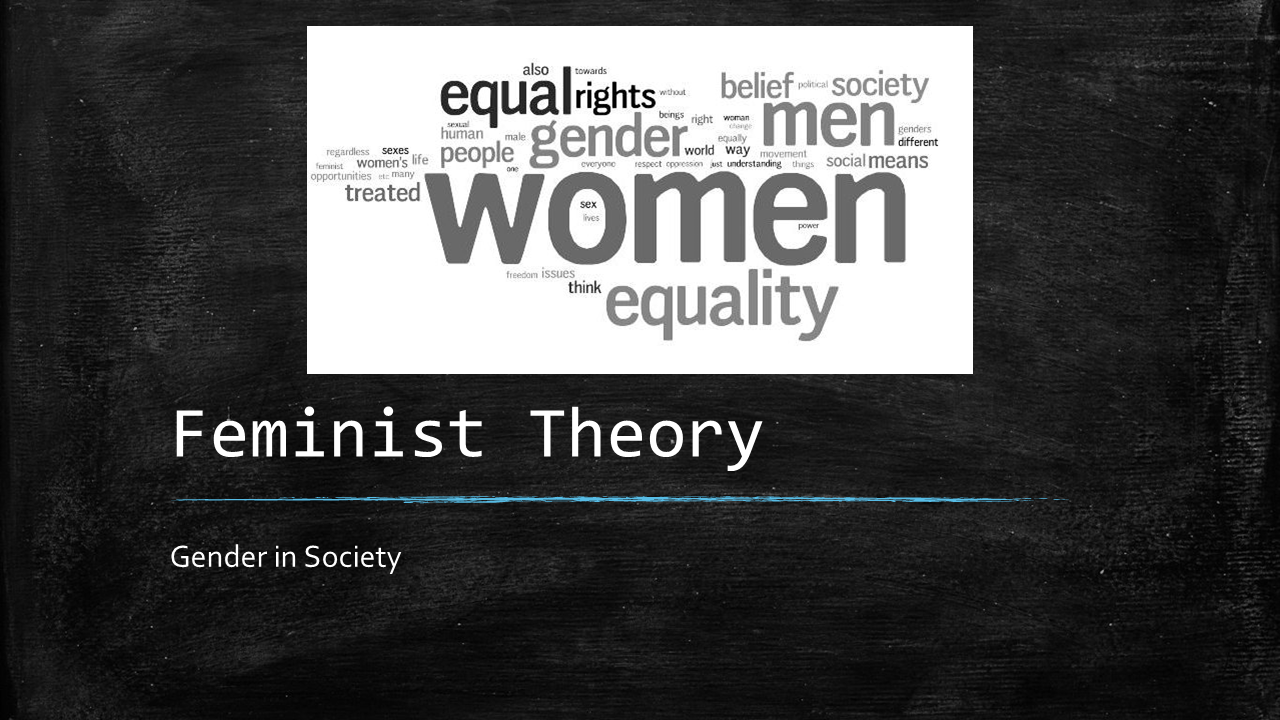 also towards
equal rights without belief political society
sexual beings right woman men
human male gender change genders
people equally different
regardless sexes world way movement
feminist women's life everyone respect oppression just understanding things social means
opportunities etc many one
treated women
sex
lives
power
freedom issues
think equality
Feminist Theory
Gender in Society